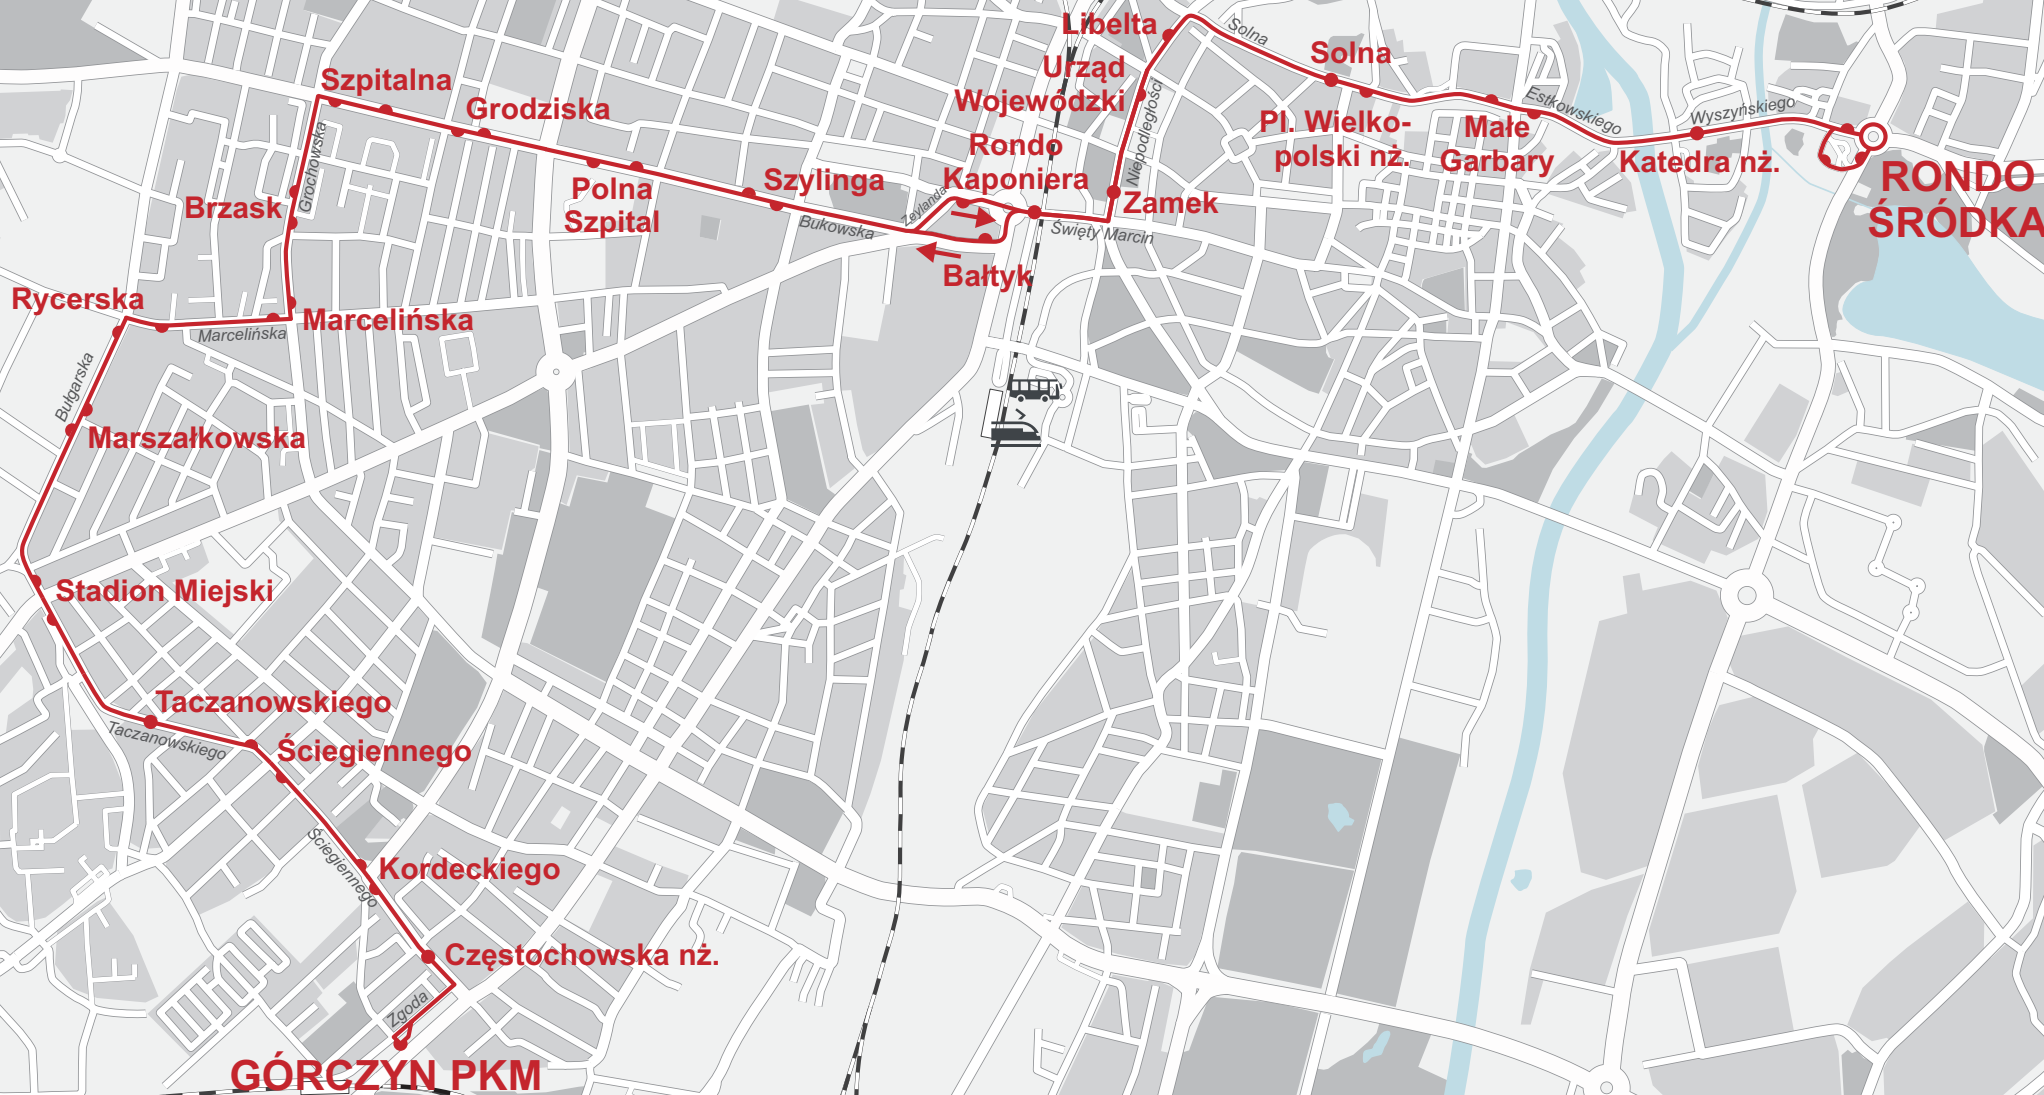 Libelta
Solna
Solna
Urząd
Wojewódzki
Szpitalna
Grodziska
Niepodległości
Estkowskiego
Wyszyńskiego
Pl. Wielko-
polski nż.
Małe
Garbary
Katedra nż.
RONDO
ŚRÓDKA
Rondo
Kaponiera
Grochowska
Brzask
Polna
Szpital
Szylinga
Zeylanda
Zamek
Bukowska
Święty Marcin
Bałtyk
Rycerska
Marcelińska
Marcelińska
Bułgarska
Marszałkowska
Stadion Miejski
Taczanowskiego
Taczanowskiego
Ściegiennego
Ściegiennego
Kordeckiego
Częstochowska nż.
Zgoda
GÓRCZYN PKM